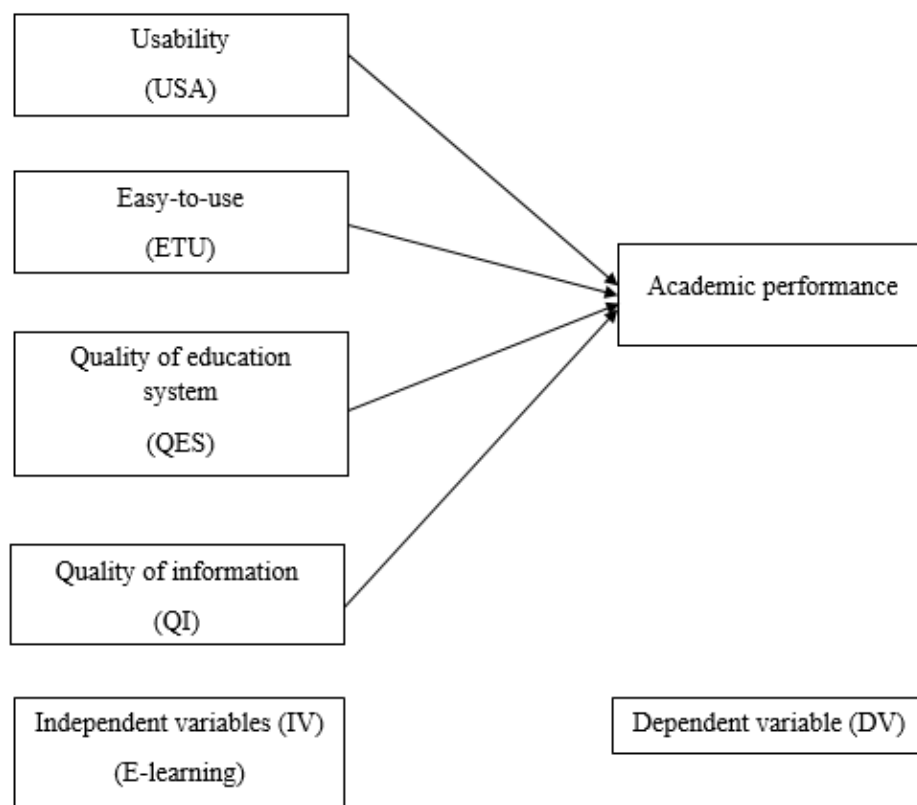 Usability
(USA)
Easy-to-use
(ETU)
Academic performance
Quality of education
system
(QES)
Quality of information
(QI)
Independent variables (IV)
(E-learning)
Dependent variable (DV)